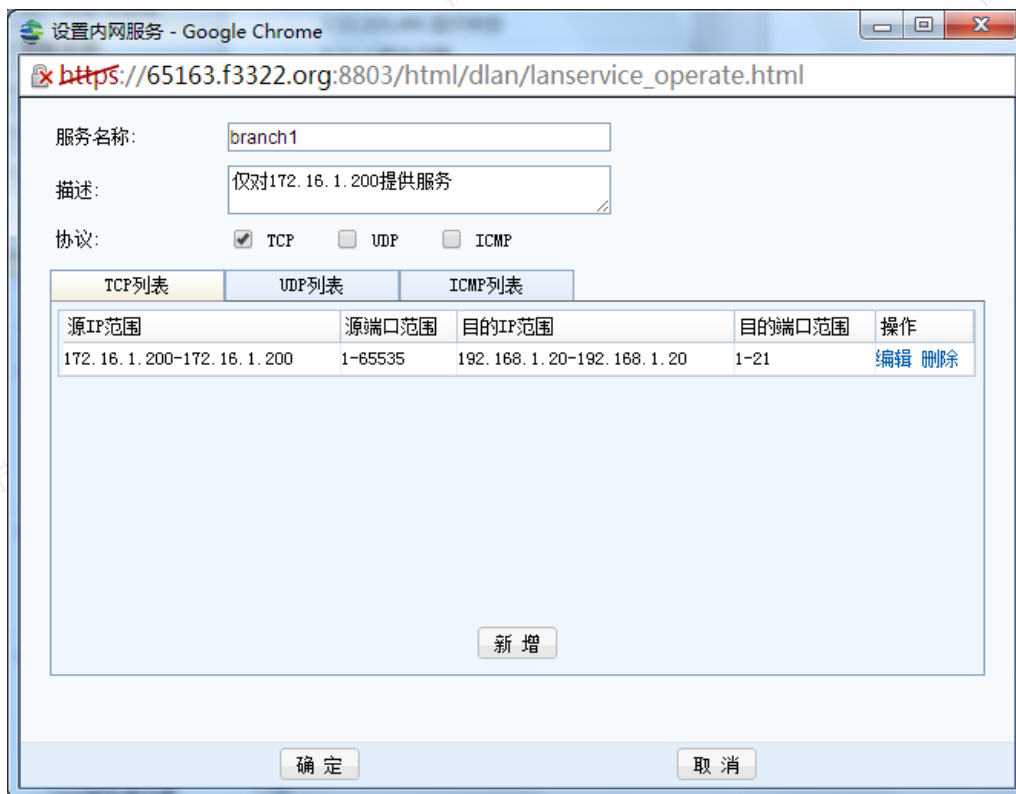 设置内网服务 - Google Chrome
https://65163.f3322.org:8803/html/dlan/lanservice_operate.html
服务名称: branch1
描述: 仅对172.16.1.200提供服务
协议: TCP UDP ICMP
TCP列表 UDP列表 ICMP列表
源IP范围 源端口范围 目的IP范围 目的端口范围 操作
172.16.1.200-172.16.1.200 1-65535 192.168.1.20-192.168.1.20 1-21 编辑 删除
新 增
确 定 取 消